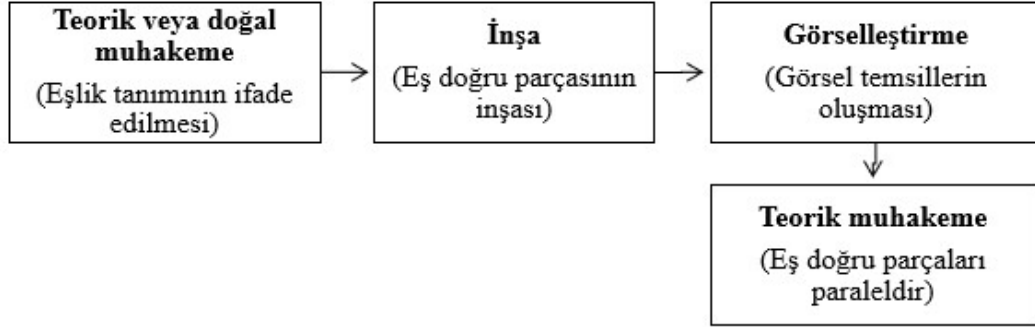 Teorik veya doğal
muhakeme
(Eşlik tanımının ifade
edilmesi)
İnşa
(Eş doğru parçasının
inşası)
Görselleştirme
(Görsel temsillerin
oluşması)
Teorik muhakeme
(Eş doğru parçaları
paraleldir)